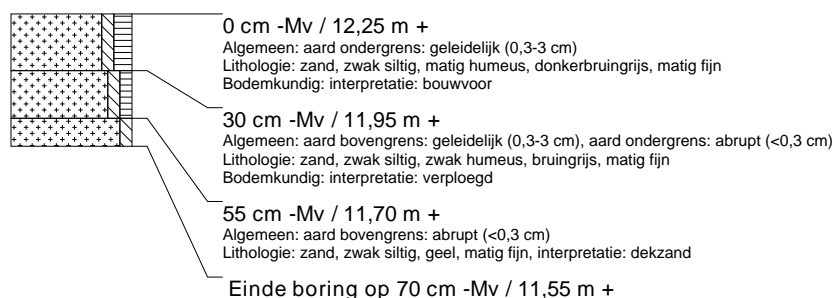 0 cm -Mv / 12,25 m +
Algemeen: aard ondergrens: geleidelijk (0,3-3 cm)
Lithologie: zand, zwak siltig, matig humeus, donkerbruingrijs, matig fijn
Bodemkundig: interpretatie: bouwvoor
30 cm -Mv / 11,95 m +
Algemeen: aard bovengrens: geleidelijk (0,3-3 cm), aard ondergrens: abrupt (<0,3 cm)
Lithologie: zand, zwak siltig, zwak humeus, bruingrijs, matig fijn
Bodemkundig: interpretatie: verploegd
55 cm -Mv / 11,70 m +
Algemeen: aard bovengrens: abrupt (<0,3 cm)
Lithologie: zand, zwak siltig, geel, matig fijn, interpretatie: dekzand
Einde boring op 70 cm -Mv / 11,55 m +